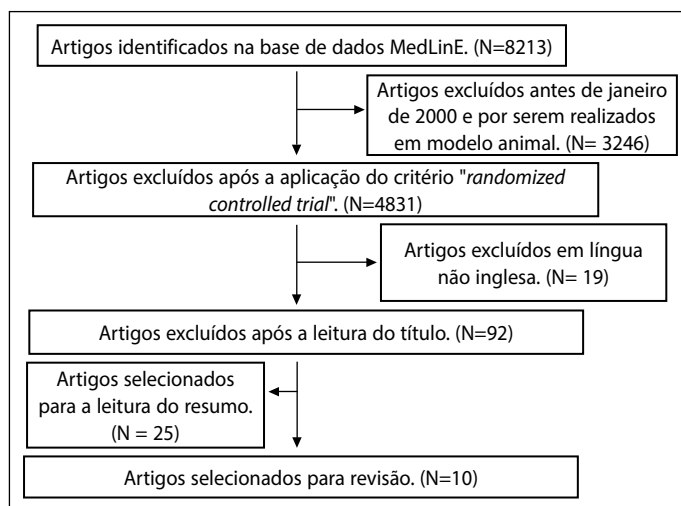 Artigos identificados na base de dados MedLinE. (N=8213)
Artigos excluídos antes de janeiro
de 2000 e por serem realizados
em modelo animal. (N= 3246)
Artigos excluídos após a aplicação do critério "randomized
controlled trial". (N=4831)
Artigos excluídos em língua
não inglesa. (N= 19)
Artigos excluídos após a leitura do título. (N=92)
Artigos selecionados
para a leitura do resumo.
(N = 25)
Artigos selecionados para revisão. (N=10)